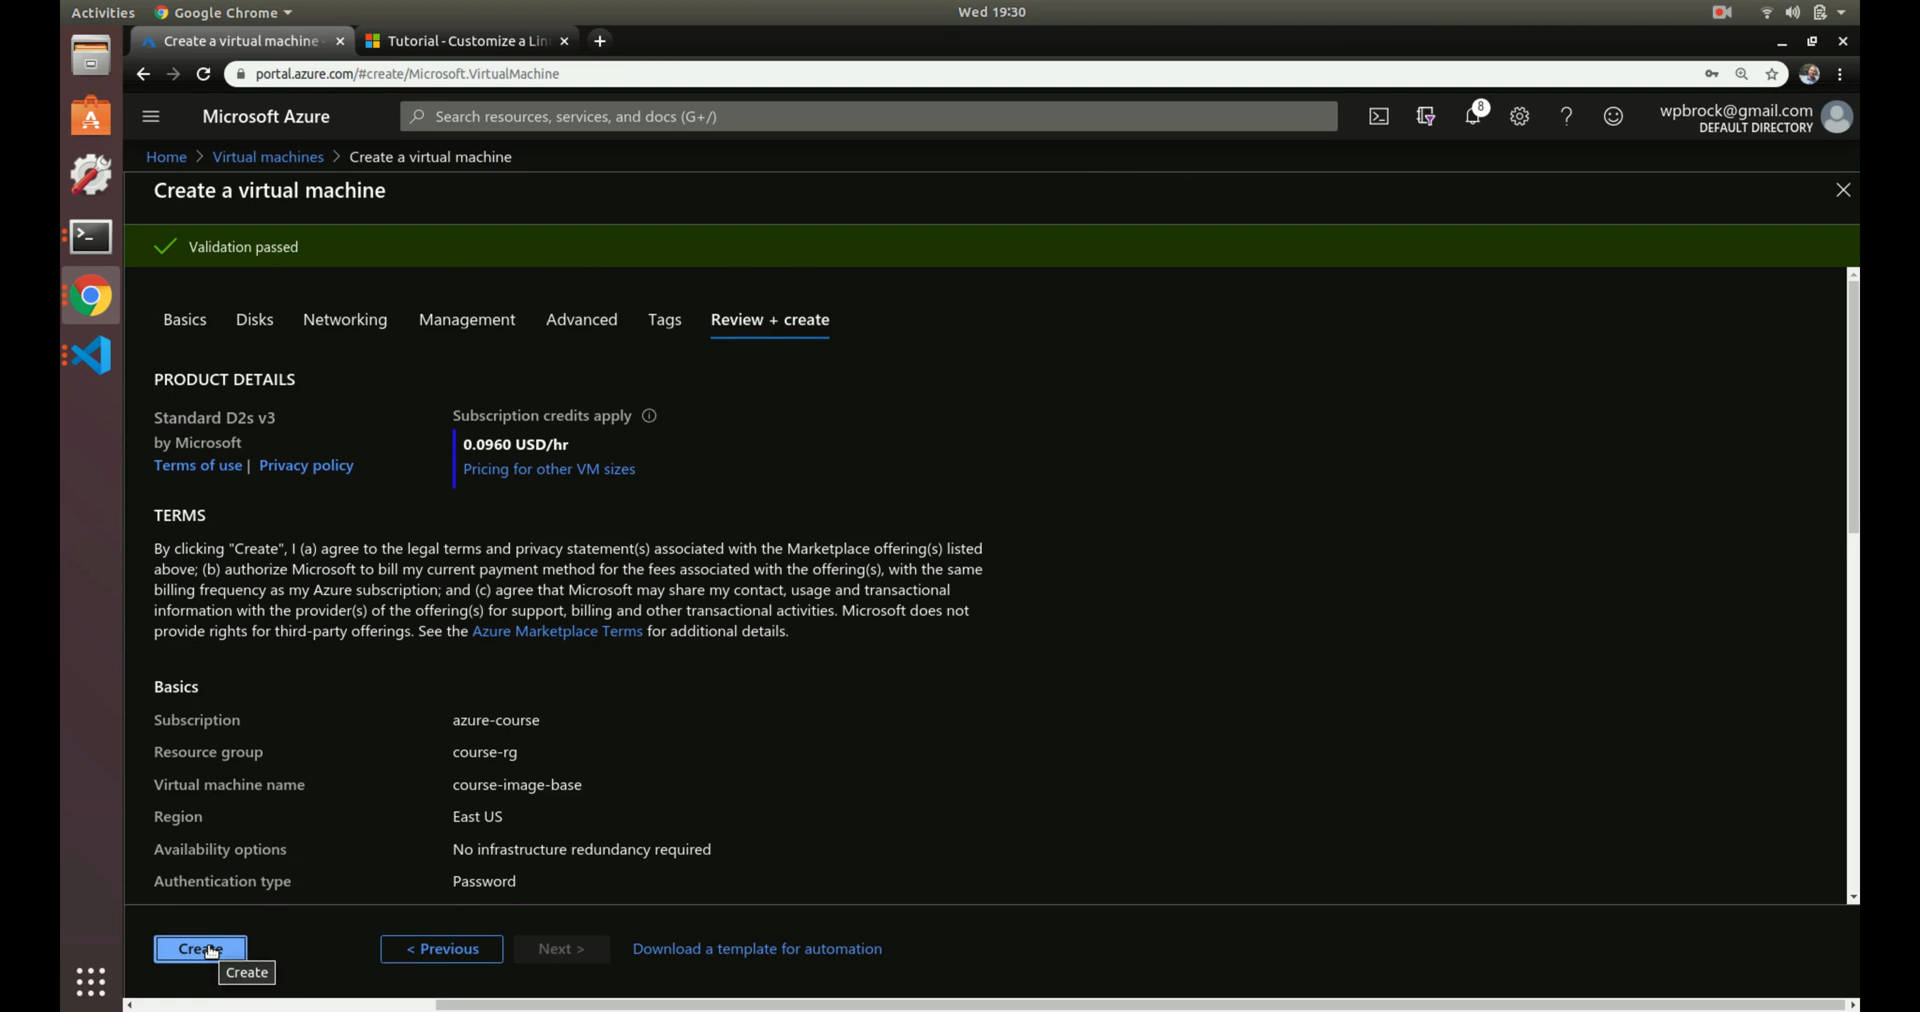 Activities
Google Chrome
Wed 19:30
Create a virtual machine -
Tutorial - Customize a Lin
portal.azure.com/#create/Microsoft.VirtualMachine
Microsoft Azure
Search resources, services, and docs (G+/)
8
wpbrock@gmail.com
DEFAULT DIRECTORY
Home > Virtual machines > Create a virtual machine
Create a virtual machine
Validation passed
Basics Disks Networking Management Advanced Tags Review + create
PRODUCT DETAILS
Standard D2s v3
by Microsoft
Terms of use | Privacy policy
Subscription credits apply
0.0960 USD/hr
Pricing for other VM sizes
TERMS
By clicking "Create", I (a) agree to the legal terms and privacy statement(s) associated with the Marketplace offering(s) listed
above; (b) authorize Microsoft to bill my current payment method for the fees associated with the offering(s), with the same
billing frequency as my Azure subscription; and (c) agree that Microsoft may share my contact, usage and transactional
information with the provider(s) of the offering(s) for support, billing and other transactional activities. Microsoft does not
provide rights for third-party offerings. See the Azure Marketplace Terms for additional details.
Basics
Subscription azure-course
Resource group course-rg
Virtual machine name course-image-base
Region East US
Availability options No infrastructure redundancy required
Authentication type Password
Create
< Previous
Next >
Download a template for automation
Create